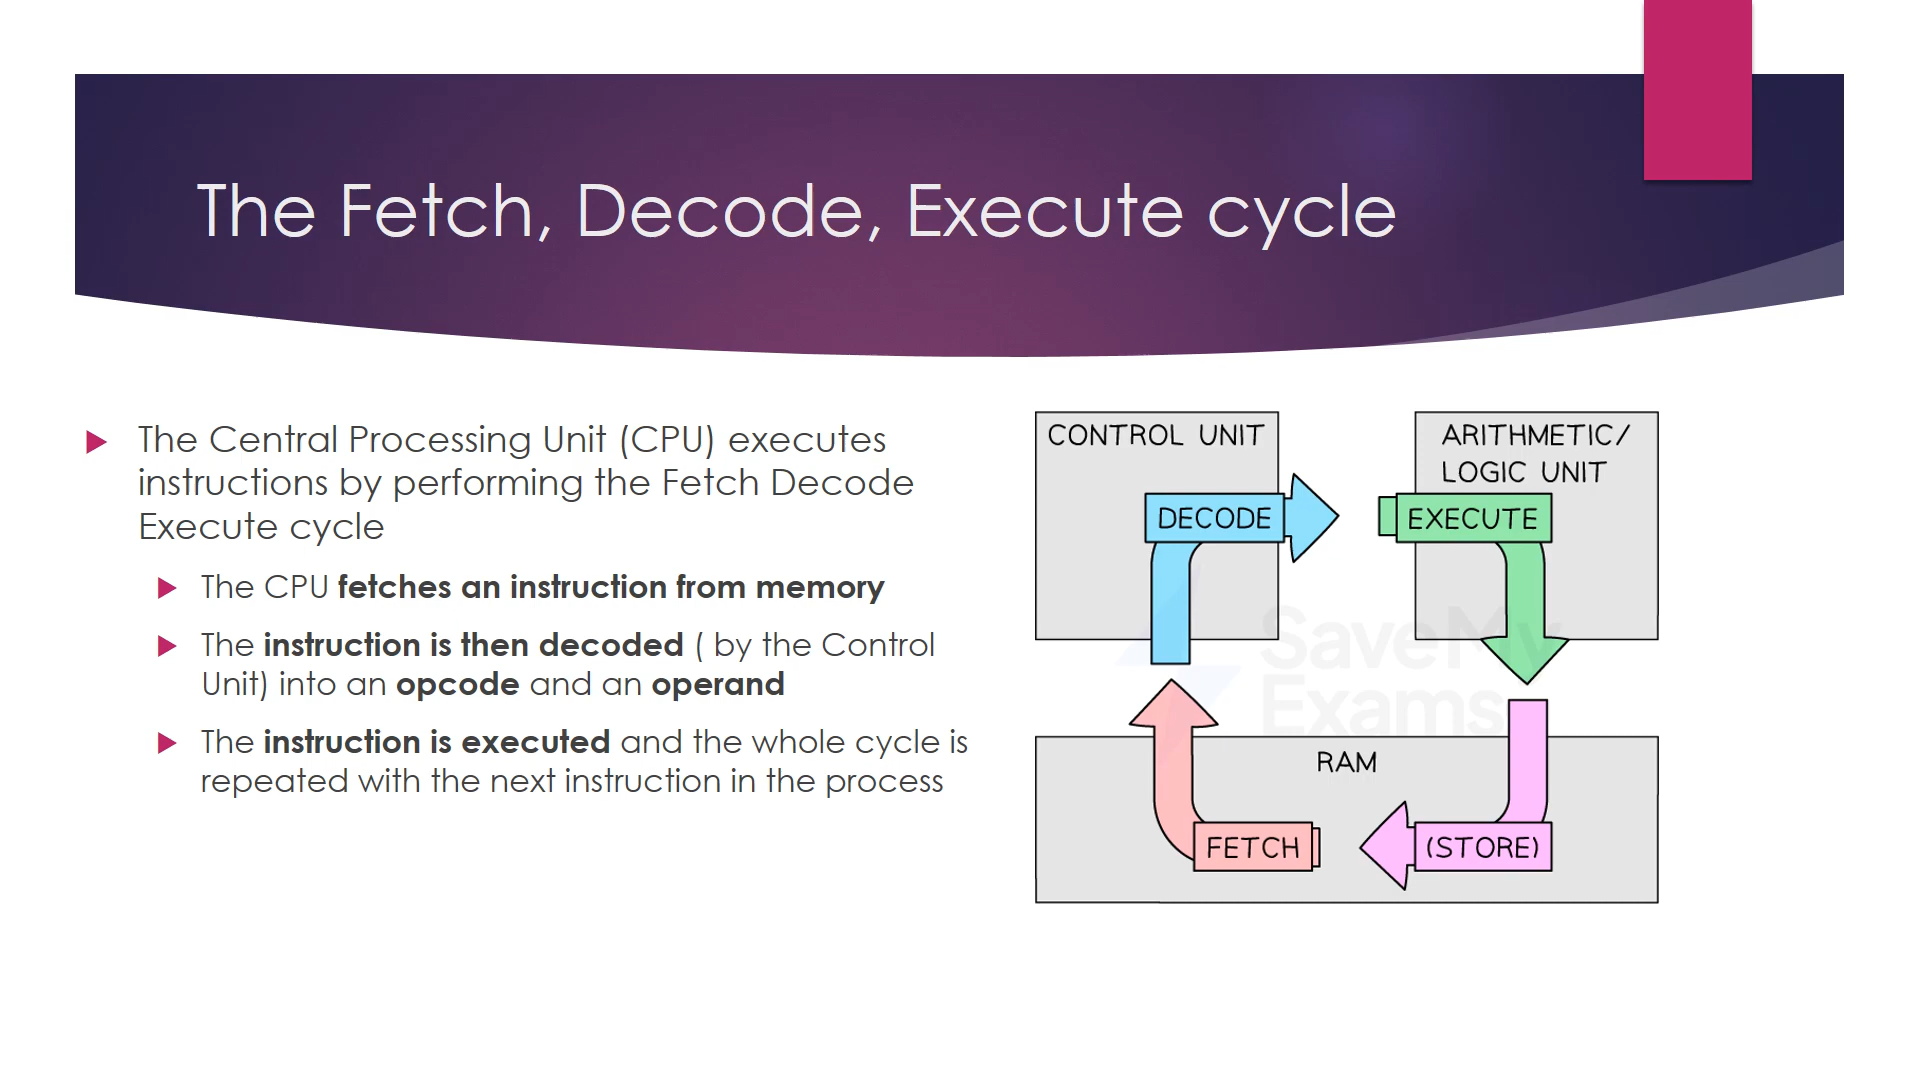 The Fetch, Decode, Execute cycle
The Central Processing Unit (CPU) executes
instructions by performing the Fetch Decode
Execute cycle
The CPU fetches an instruction from memory
The instruction is then decoded ( by the Control
Unit) into an opcode and an operand
The instruction is executed and the whole cycle is
repeated with the next instruction in the process
CONTROL UNIT
ARITHMETIC/
LOGIC UNIT
DECODE
EXECUTE
SaveMy
Exams
RAM
FETCH
(STORE)